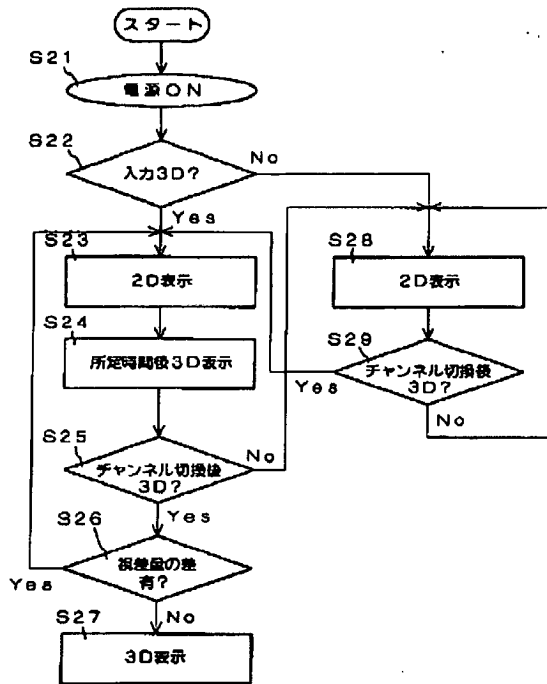 スタート
S21
電源ON
S22
入力3D?
No
Yes
S23
2D表示
S24
所定時間後3D表示
S25
チャンネル切換後
3D?
No
Yes
S26
視差量の差
有?
Yes
No
S27
3D表示
S28
2D表示
S29
チャンネル切換後
3D?
Yes
No